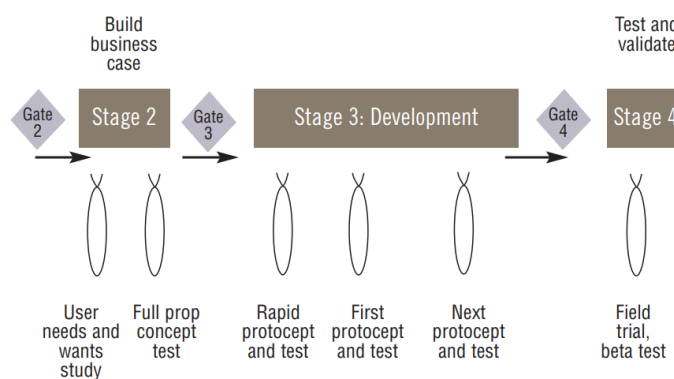 Build
business
case
Test and
validate
Gate
2
Stage 2
Gate
3
Stage 3: Development
Gate
4
Stage 4
User
needs and
wants
study
Full prop
concept
test
Rapid
protocept
and test
First
protocept
and test
Next
protocept
and test
Field
trial,
beta test